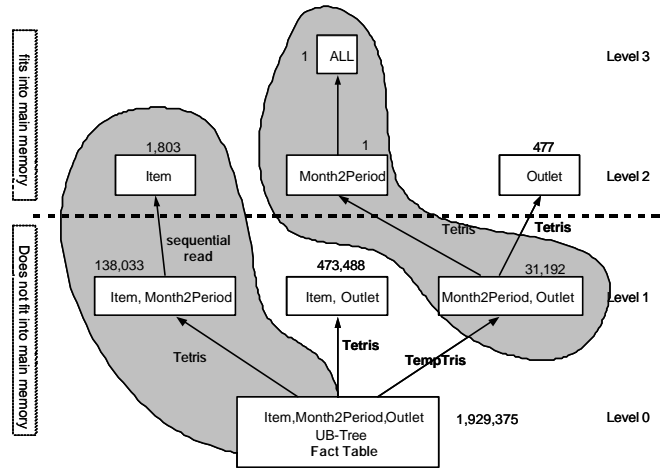 fits into main memory
1
ALL
Level 3
1,803
1
477
Item
Month2Period
Outlet
Level 2
sequential
read
Tetris
Tetris
Does not fit into main memory
138,033
473,488
31,192
Item, Month2Period
Item, Outlet
Month2Period, Outlet
Level 1
Tetris
Tetris
TempTris
Item,Month2Period,Outlet
UB-Tree
Fact Table
1,929,375
Level 0